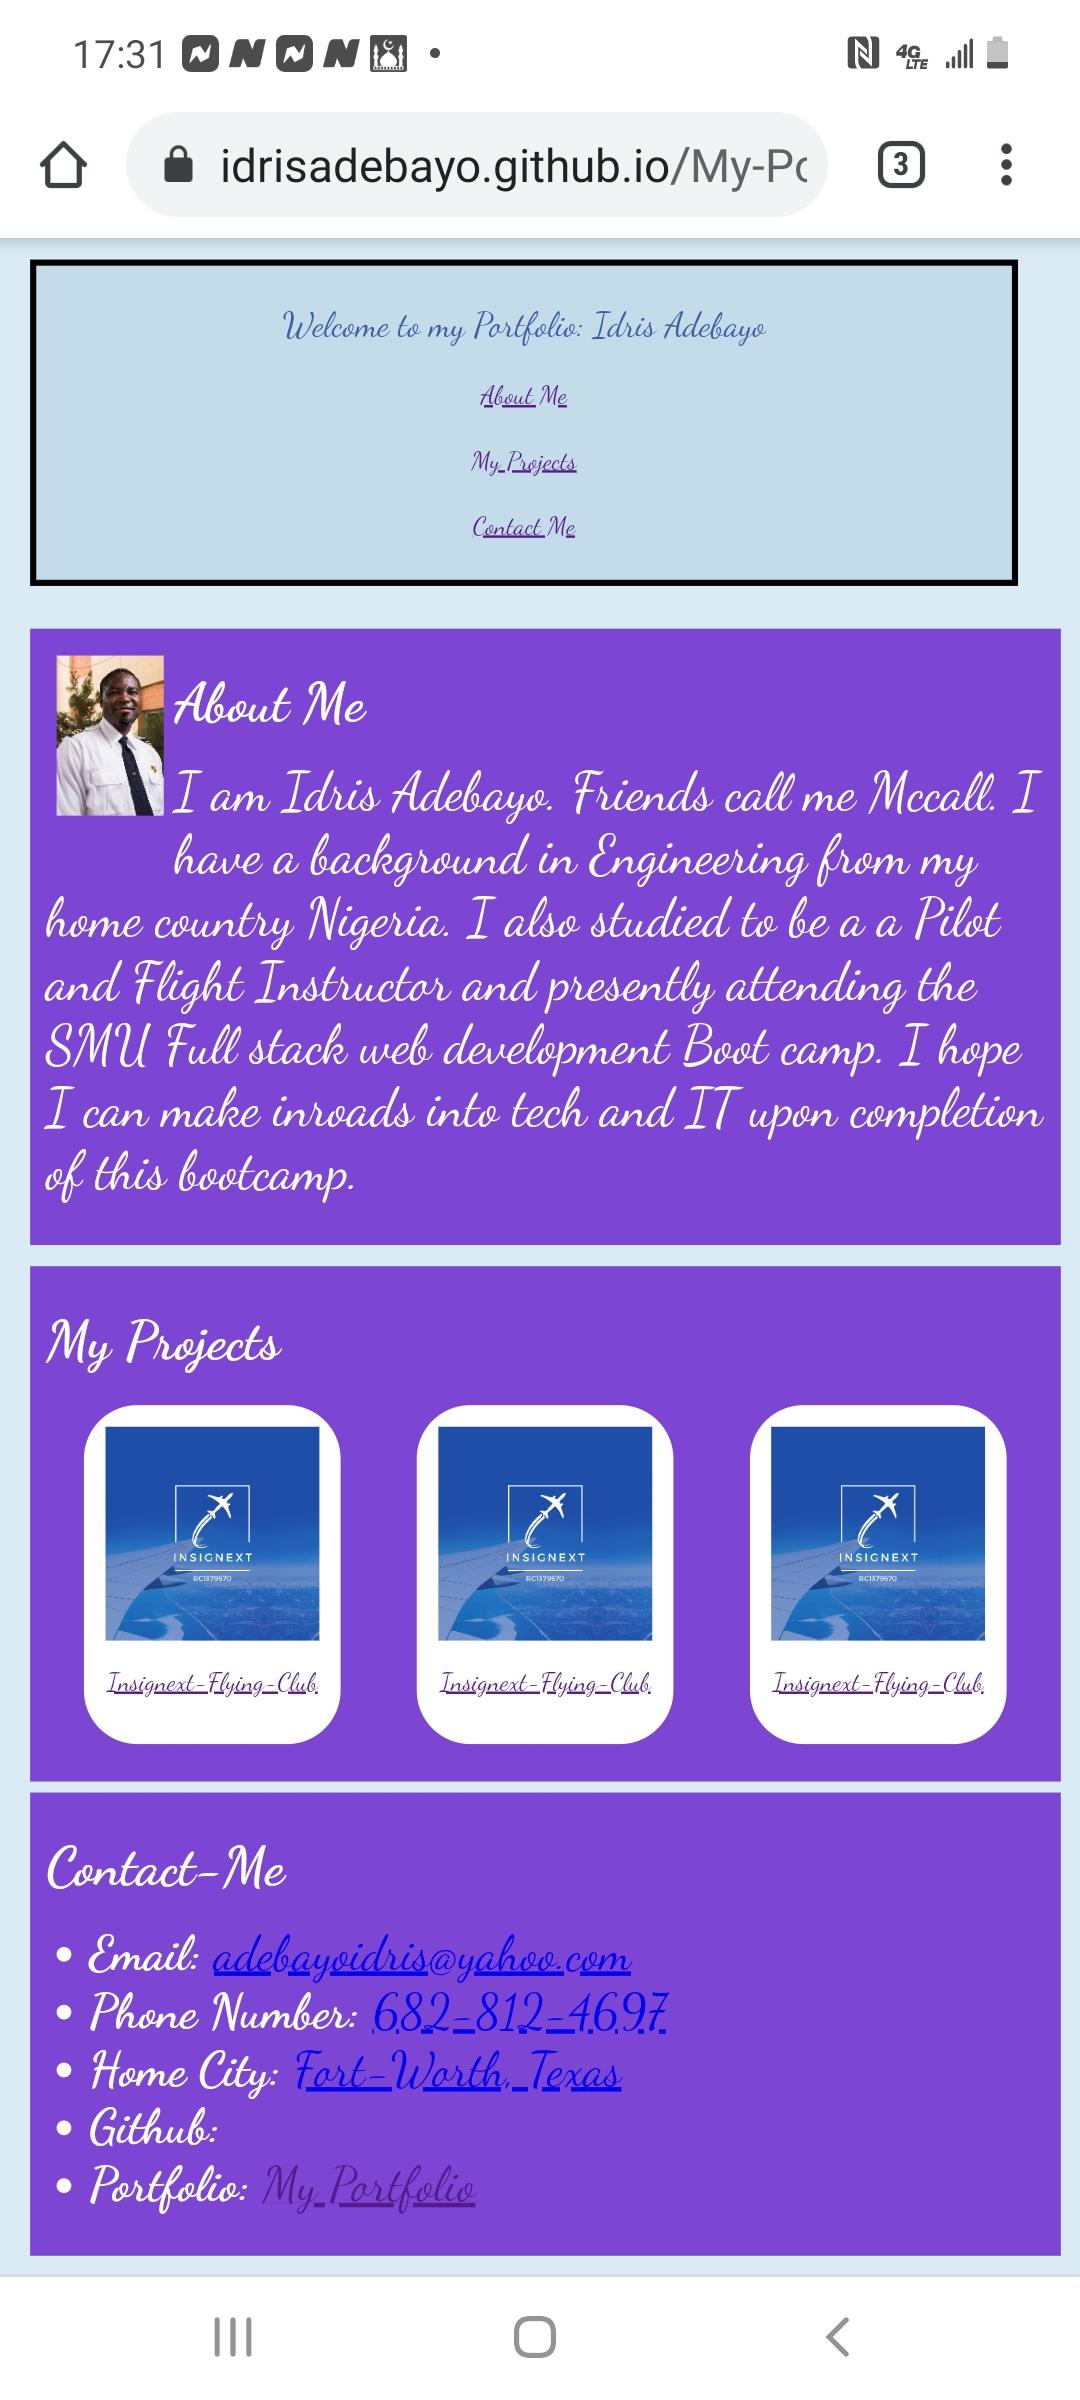 17:31
4G LTE
idrisadebayo.github.io/My-Po
3
Welcome to my Portfolio: Idris Adebayo
About Me
My Projects
Contact Me
About Me
I am Idris Adebayo. Friends call me Mccall. I
have a background in Engineering from my
home country Nigeria. I also studied to be a a Pilot
and Flight Instructor and presently attending the
SMU Full stack web development Boot camp. I hope
I can make inroads into tech and IT upon completion
of this bootcamp.
My Projects
INSIGNEXT INSIGNEXT INSIGNEXT
RC1379570 RC1379570 RC1379570
Insignext-Flying-Club Insignext-Flying-Club Insignext-Flying-Club
Contact-Me
• Email: adebayoidris@yahoo.com
• Phone Number: 682-812-4697
• Home City: Fort-Worth, Texas
• Github:
• Portfolio: My Portfolio